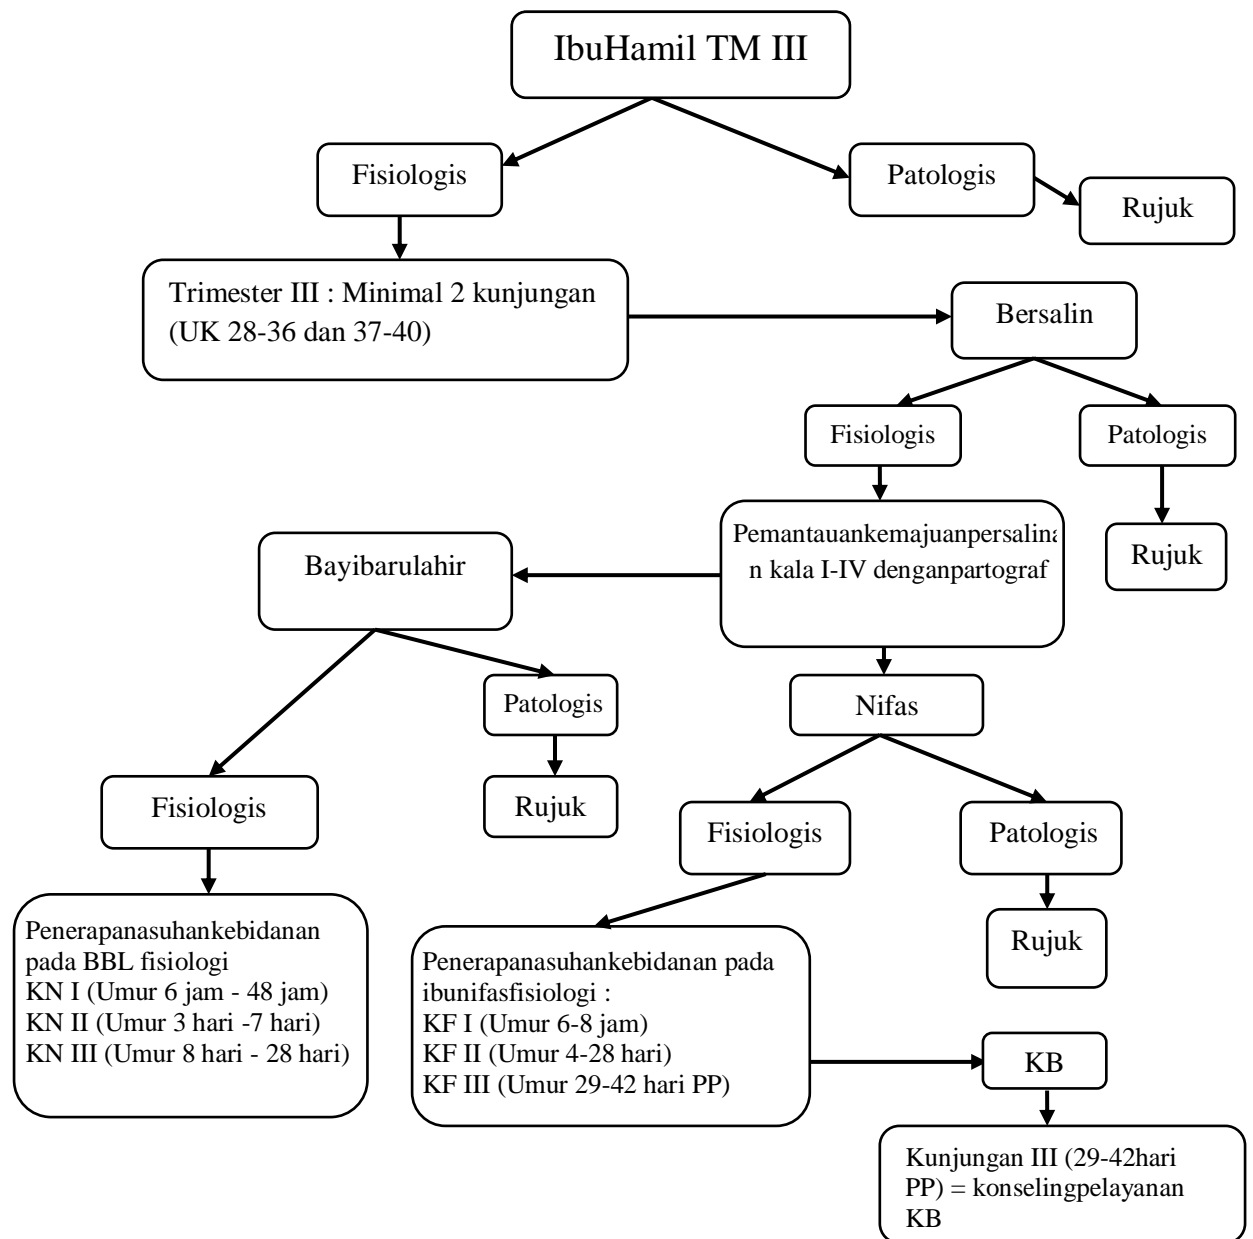 IbuHamil TM III
Fisiologis
Patologis
Rujuk
Trimester III : Minimal 2 kunjungan
(UK 28-36 dan 37-40)
Bersalin
Fisiologis
Patologis
Pemantauankemajuanpersalina
n kala I-IV denganpartograf
Rujuk
Bayibarulahir
Patologis
Nifas
Fisiologis
Rujuk
Fisiologis
Patologis
Penerapanasuhankebidanan
pada BBL fisiologi
KN I (Umur 6 jam - 48 jam)
KN II (Umur 3 hari -7 hari)
KN III (Umur 8 hari - 28 hari)
Penerapanasuhankebidanan pada
ibunifasfisiologi :
KF I (Umur 6-8 jam)
KF II (Umur 4-28 hari)
KF III (Umur 29-42 hari PP)
Rujuk
KB
Kunjungan III (29-42hari
PP) = konselingpelayanan
KB